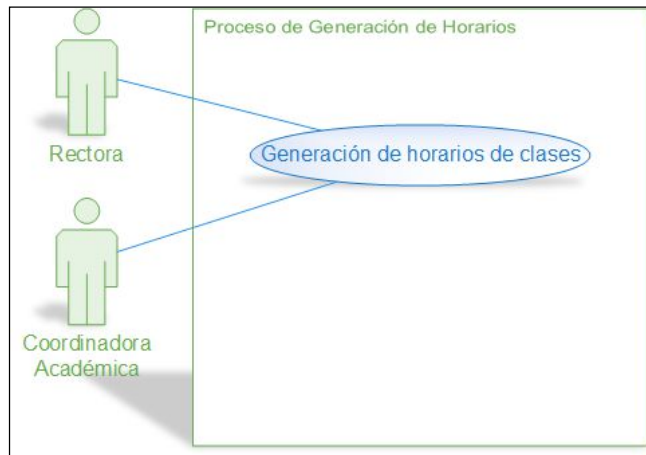 Proceso de Generación de Horarios
Rectora
Generación de horarios de clases
Coordinadora
Académica